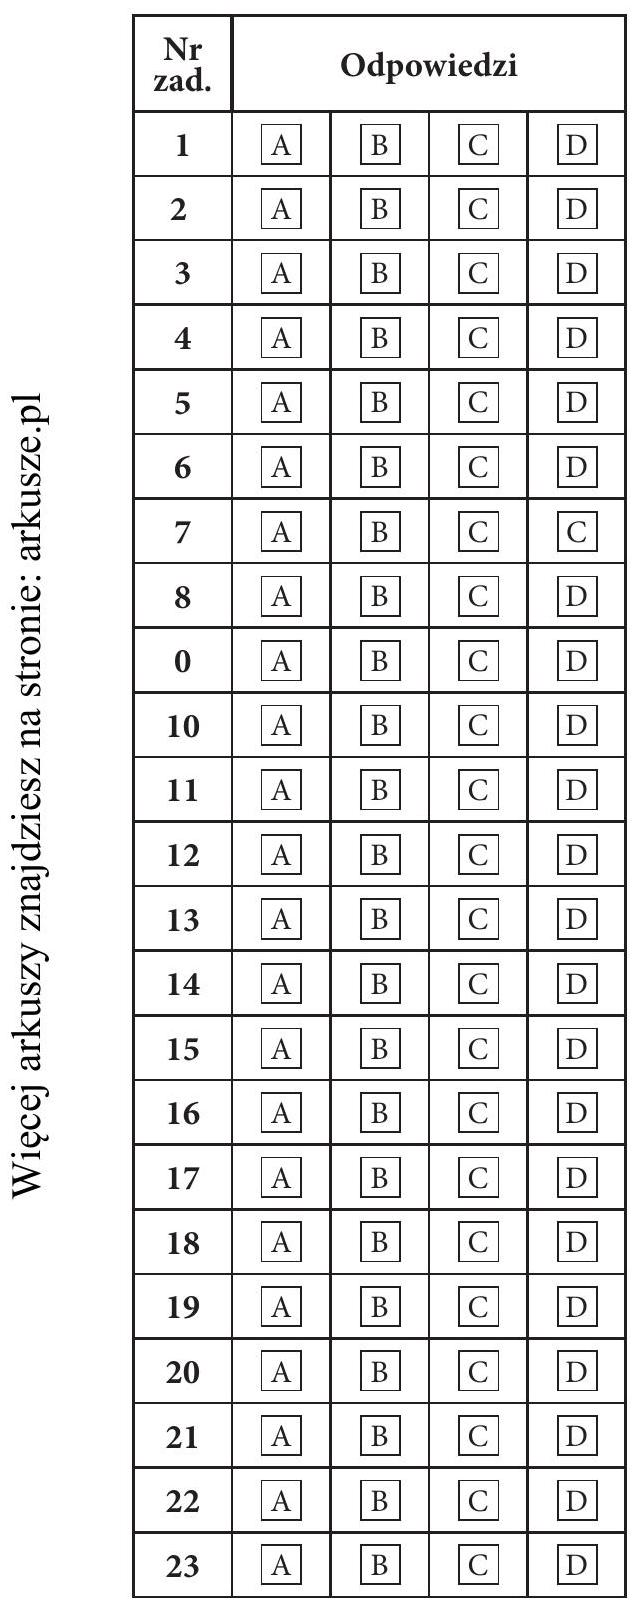 Więcej arkuszy znajdziesz na stronie: arkusze.pl
Nr zad. Odpowiedzi
1 A B C D
2 A B C D
3 A B C D
4 A B C D
5 A B C D
6 A B C D
7 A B C C
8 A B C D
0 A B C D
10 A B C D
11 A B C D
12 A B C D
13 A B C D
14 A B C D
15 A B C D
16 A B C D
17 A B C D
18 A B C D
19 A B C D
20 A B C D
21 A B C D
22 A B C D
23 A B C D